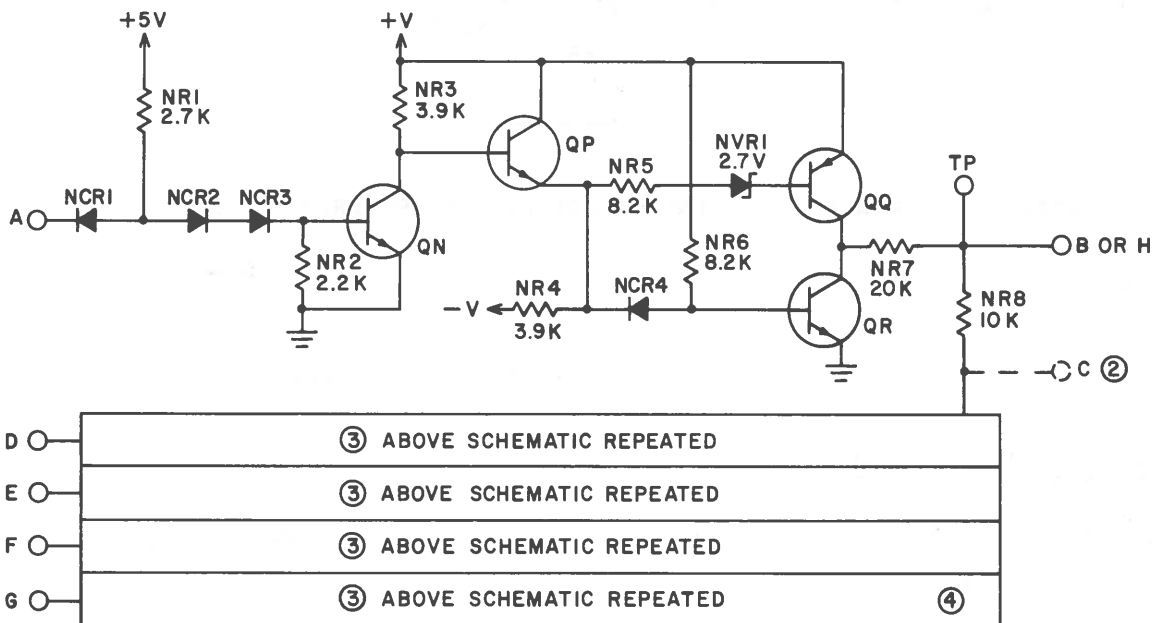 +5V
+V
NR1
2.7K
NR3
3.9K
QP
NR5
8.2K
NVR1
2.7V
QQ
TP
A
NCR1
NCR2
NCR3
QN
NR2
2.2K
NR6
8.2K
NR7
20K
B OR H
-V
NR4
3.9K
NCR4
QR
NR8
10K
C ②
D ③ ABOVE SCHEMATIC REPEATED
E ③ ABOVE SCHEMATIC REPEATED
F ③ ABOVE SCHEMATIC REPEATED
G ③ ABOVE SCHEMATIC REPEATED ④